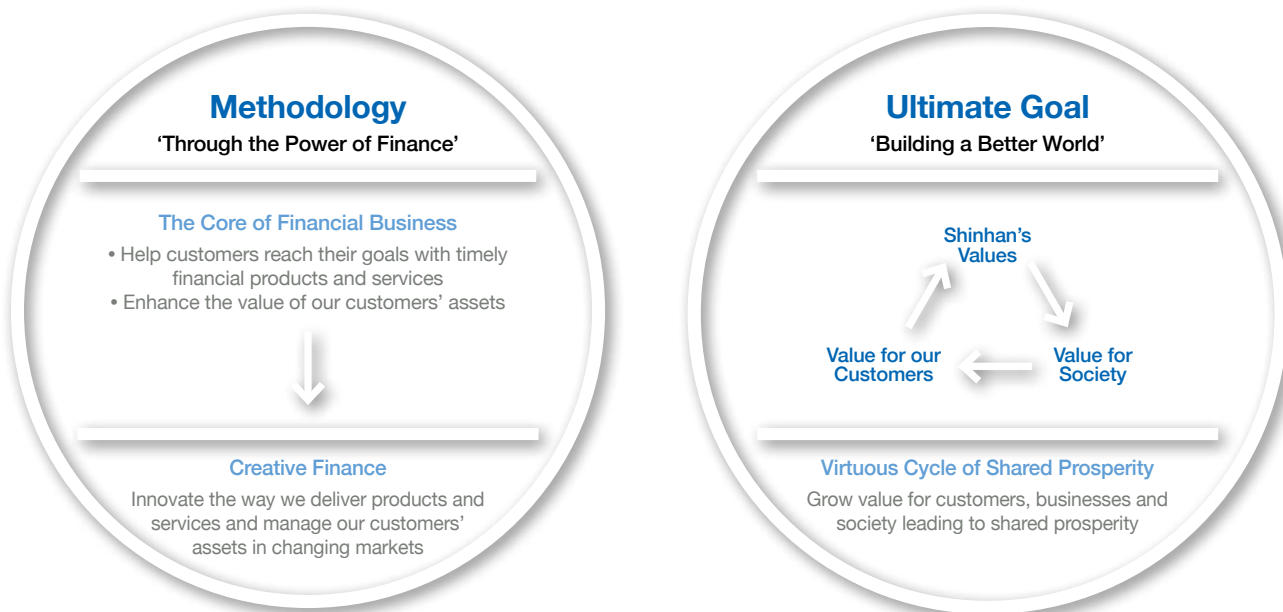 Methodology
‘Through the Power of Finance’
The Core of Financial Business
• Help customers reach their goals with timely
financial products and services
• Enhance the value of our customers’ assets
Creative Finance
Innovate the way we deliver products and
services and manage our customers’
assets in changing markets
Ultimate Goal
‘Building a Better World’
Shinhan’s
Values
Value for our
Customers
Value for
Society
Virtuous Cycle of Shared Prosperity
Grow value for customers, businesses and
society leading to shared prosperity